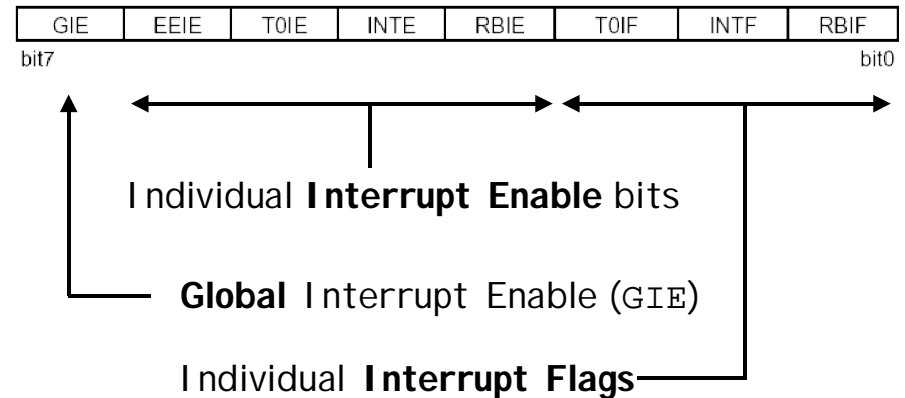 GIE EEIE T0IE INTE RBIE T0IF INTF RBIF
bit7 bit0
Individual Interrupt Enable bits
Global Interrupt Enable (GIE)
Individual Interrupt Flags